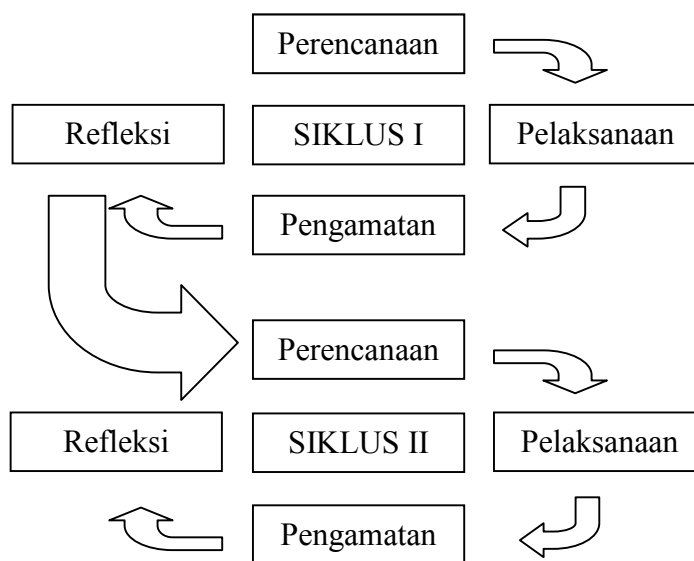 Perencanaan
Refleksi
SIKLUS I
Pelaksanaan
Pengamatan
Perencanaan
Refleksi
SIKLUS II
Pelaksanaan
Pengamatan